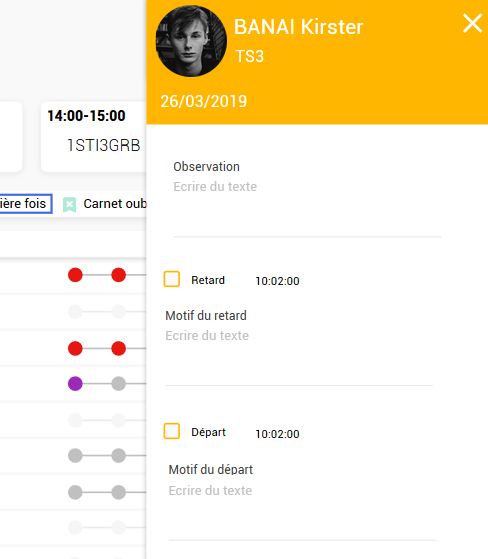 BANAI Kirster
TS3
26/03/2019
14:00-15:00
1STI3GRB
ière fois
Carnet oub
Observation
Ecrire du texte
Retard 10:02:00
Motif du retard
Ecrire du texte
Départ 10:02:00
Motif du départ
Ecrire du texte